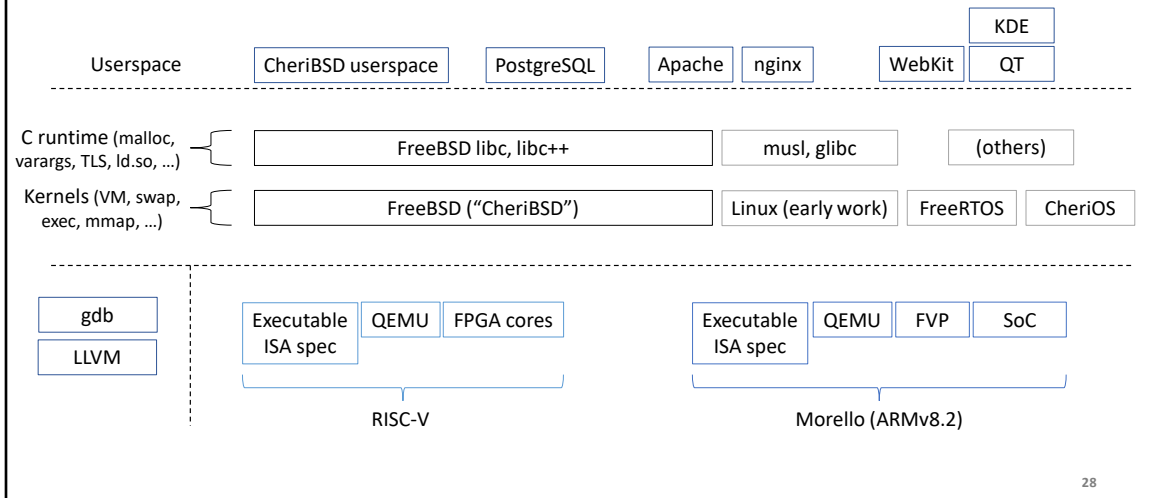 KDE
Userspace
CheriBSD userspace
PostgreSQL
Apache
nginx
WebKit
QT
C runtime (malloc,
varargs, TLS, ld.so, …)
FreeBSD libc, libc++
musl, glibc
(others)
Kernels (VM, swap,
exec, mmap, …)
FreeBSD (“CheriBSD”)
Linux (early work)
FreeRTOS
CheriOS
gdb
LLVM
Executable
ISA spec
QEMU
FPGA cores
Executable
ISA spec
QEMU
FVP
SoC
RISC-V
Morello (ARMv8.2)
28